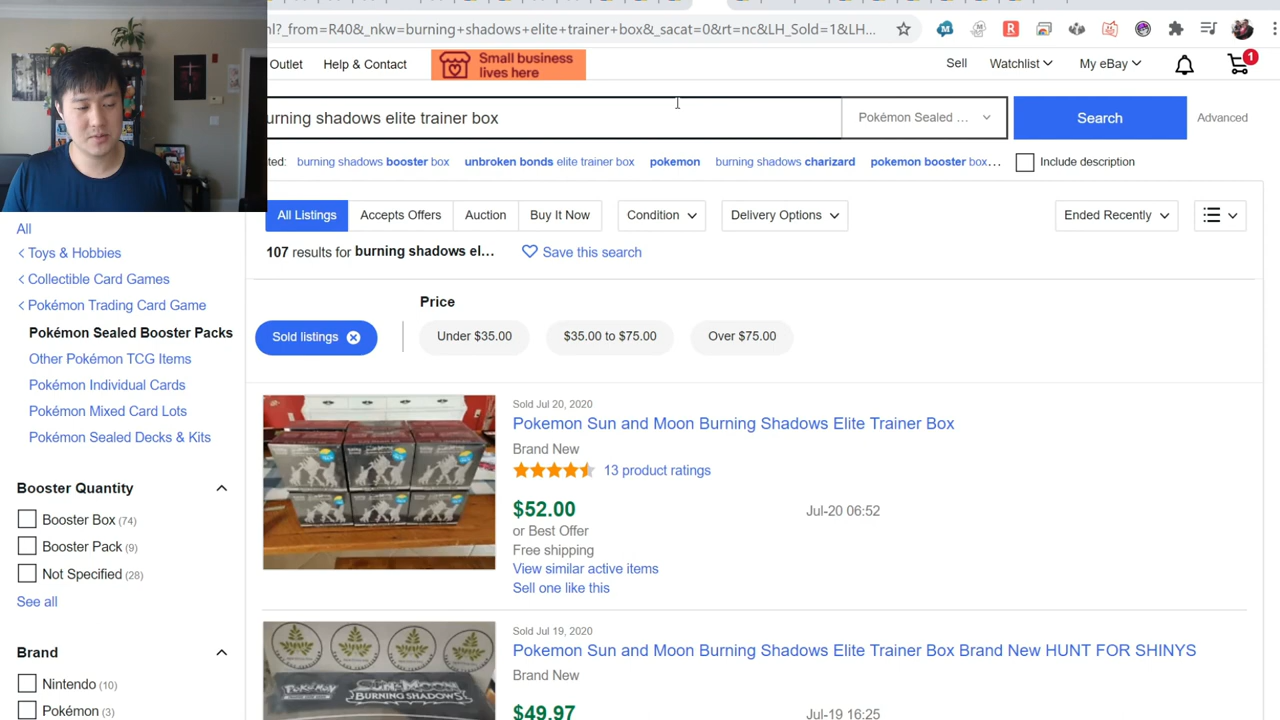 l?_from=R40&_nkw=burning+shadows+elite+trainer+box&_sacat=0&rt=nc&LH_Sold=1&LH...
Outlet
Help & Contact
Small business
lives here
Sell
Watchlist
My eBay
1
urning shadows elite trainer box
Pokémon Sealed ...
Search
Advanced
ted:
burning shadows booster box
unbroken bonds elite trainer box
pokemon
burning shadows charizard
pokemon booster box...
Include description
All Listings
Accepts Offers
Auction
Buy It Now
Condition
Delivery Options
Ended Recently
All
107 results for burning shadows el...
Save this search
< Toys & Hobbies
< Collectible Card Games
< Pokémon Trading Card Game
Pokémon Sealed Booster Packs
Other Pokémon TCG Items
Pokémon Individual Cards
Pokémon Mixed Card Lots
Pokémon Sealed Decks & Kits
Price
Sold listings
Under $35.00
$35.00 to $75.00
Over $75.00
Booster Quantity
Booster Box (74)
Booster Pack (9)
Not Specified (28)
See all
Brand
Nintendo (10)
Pokémon (3)
Sold Jul 20, 2020
Pokemon Sun and Moon Burning Shadows Elite Trainer Box
Brand New
13 product ratings
$52.00
Jul-20 06:52
or Best Offer
Free shipping
View similar active items
Sell one like this
Sold Jul 19, 2020
Pokemon Sun and Moon Burning Shadows Elite Trainer Box Brand New HUNT FOR SHINYS
Brand New
$49.97
Jul-19 16:25
POKÉMON
SUN & MOON
BURNING SHADOWS